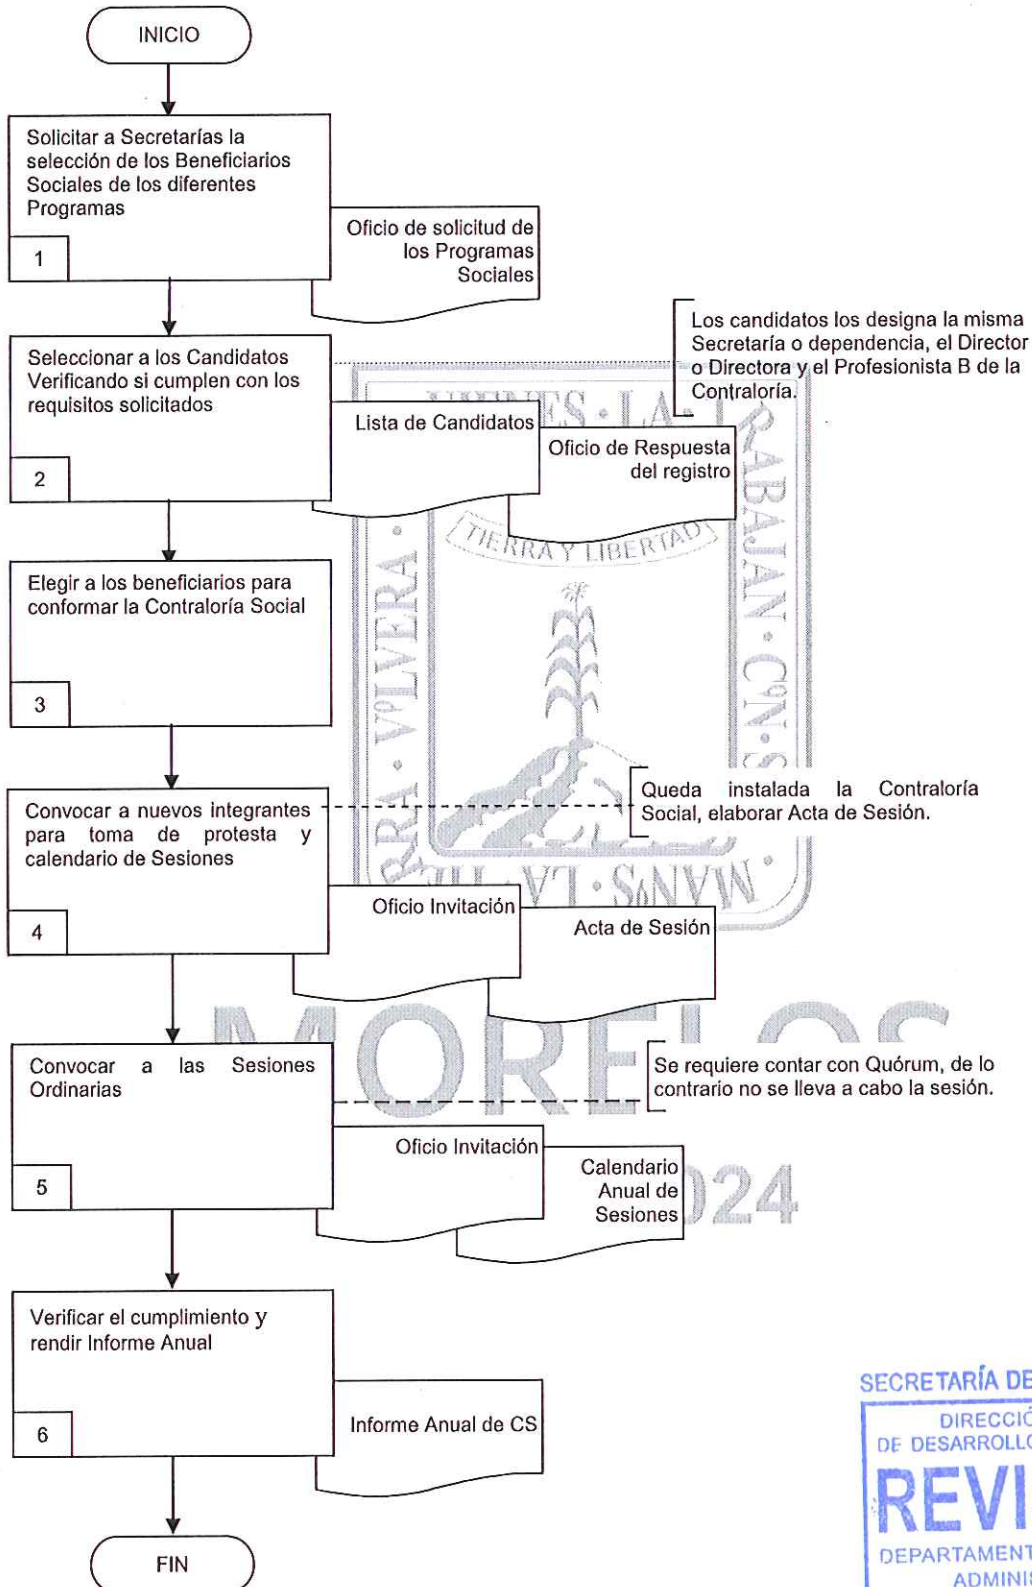 INICIO
Solicitar a Secretarías la
selección de los Beneficiarios
Sociales de los diferentes
Programas
1
Oficio de solicitud de
los Programas
Sociales
Los candidatos los designa la misma
Secretaría o dependencia, el Director
o Directora y el Profesionista B de la
Contraloría.
Seleccionar a los Candidatos
Verificando si cumplen con los
requisitos solicitados
2
Lista de Candidatos
Oficio de Respuesta
del registro
TIERRA Y LIBERTAD
Elegir a los beneficiarios para
conformar la Contraloría Social
3
Convocar a nuevos integrantes
para toma de protesta y
calendario de Sesiones
4
Queda instalada la Contraloría
Social, elaborar Acta de Sesión.
Oficio Invitación
Acta de Sesión
Convocar a las Sesiones
Ordinarias
5
Se requiere contar con Quórum, de lo
contrario no se lleva a cabo la sesión.
Oficio Invitación
Calendario
Anual de
Sesiones
Verificar el cumplimiento y
rendir Informe Anual
6
Informe Anual de CS
FIN
SECRETARÍA DE
DE DESARROLLO